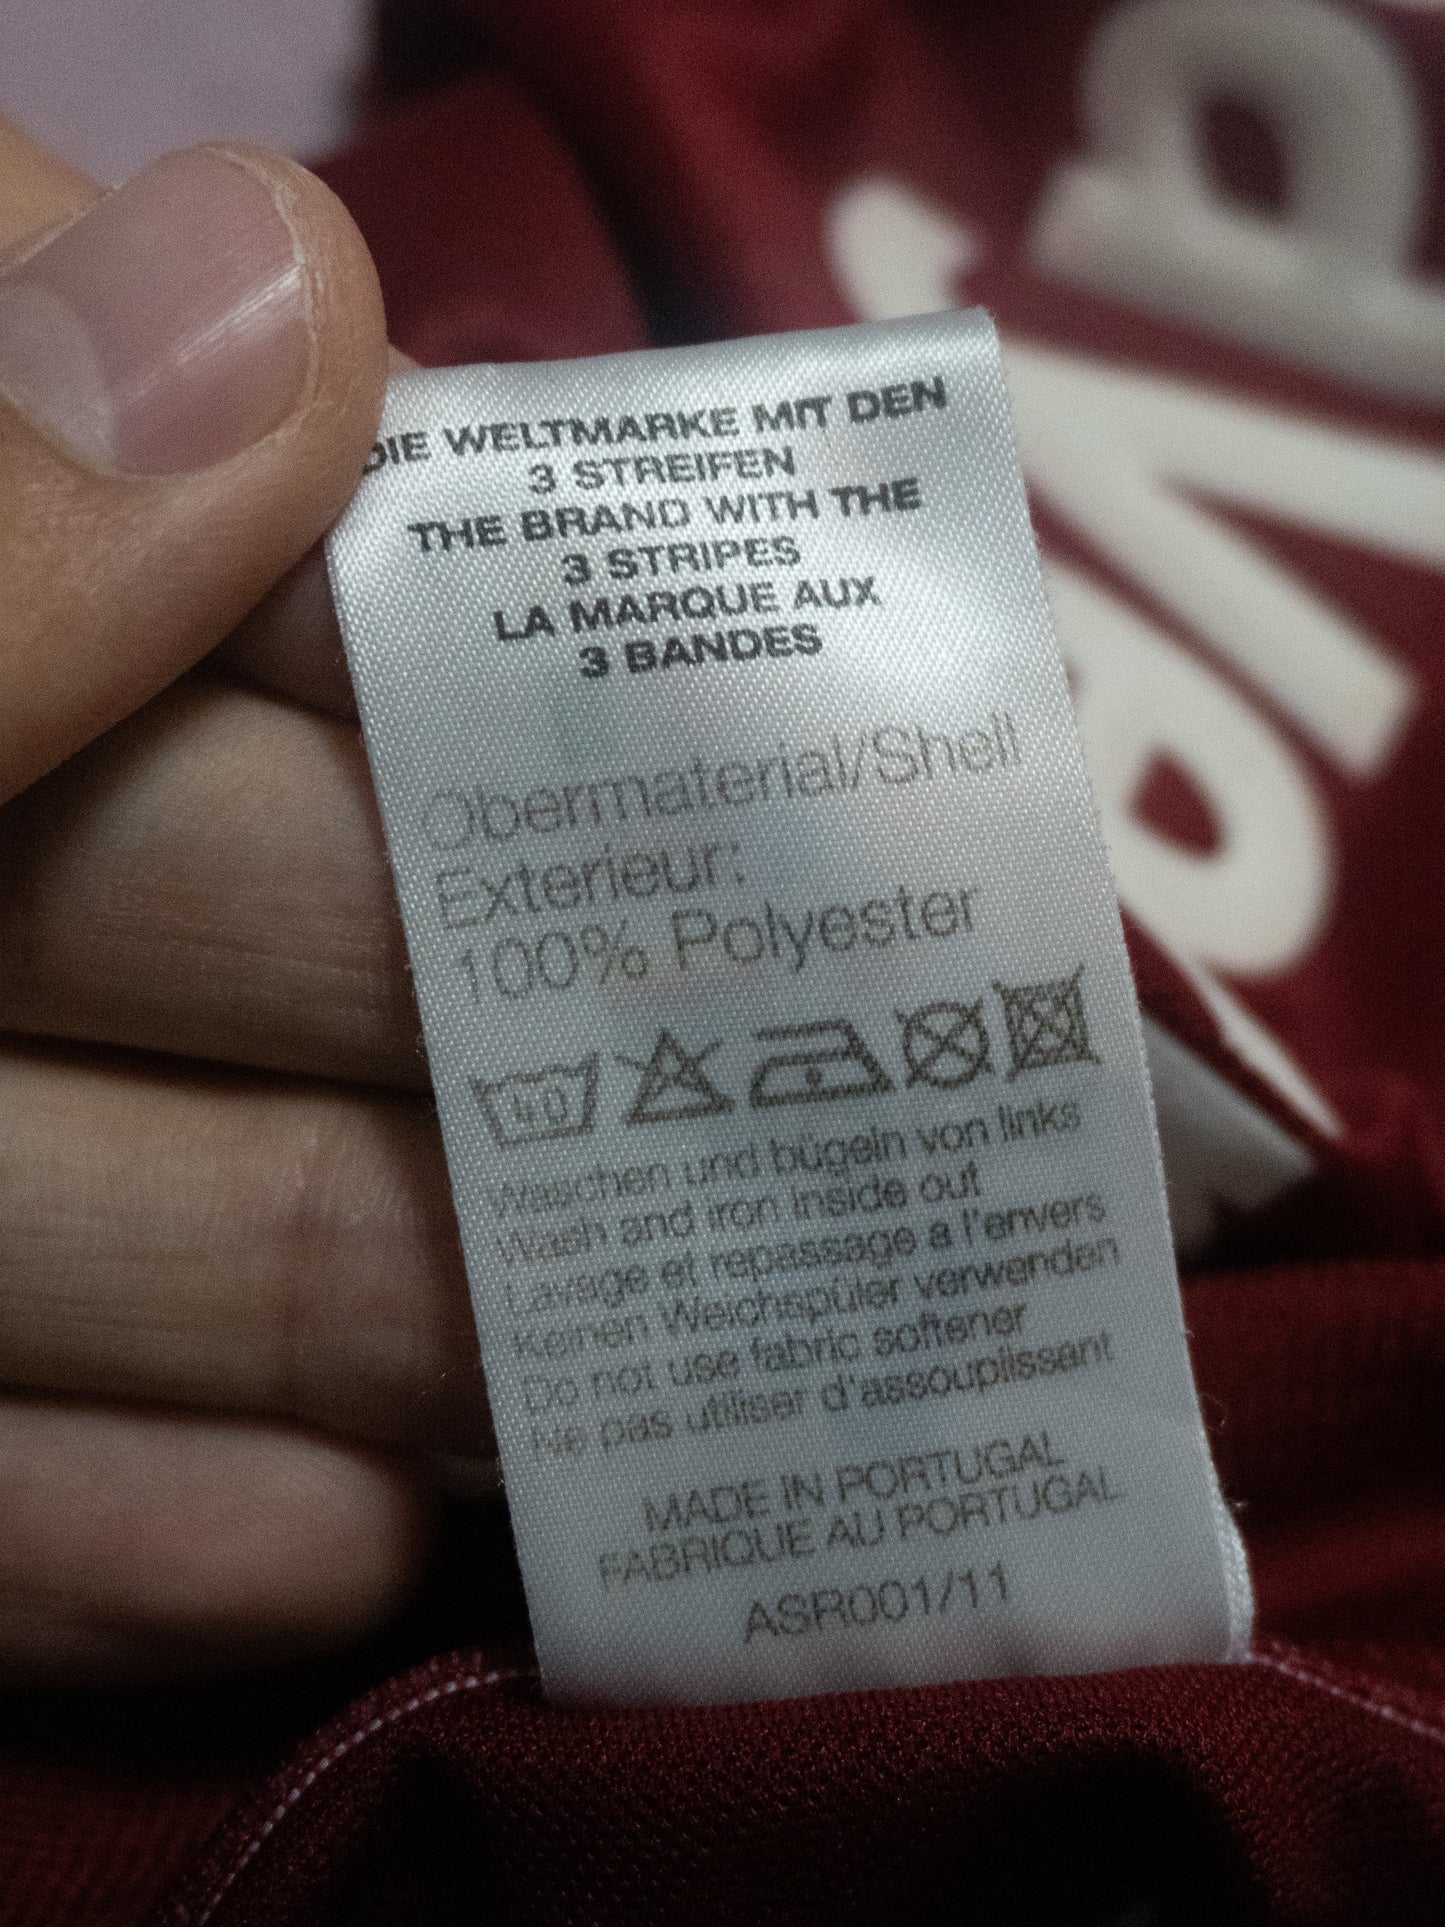 DIE WELTMARKE MIT DEN
3 STREIFEN
THE BRAND WITH THE
3 STRIPES
LA MARQUE AUX
3 BANDES
Obermaterial/Shell
Exterieur:
100% Polyester
40
Waschen und bügeln von links
Wash and iron inside out
Lavage et repassage a l'envers
Keinen Weichspüler verwenden
Do not use fabric softener
Ne pas utiliser d'assouplissant
MADE IN PORTUGAL
FABRIQUE AU PORTUGAL
ASR001/11